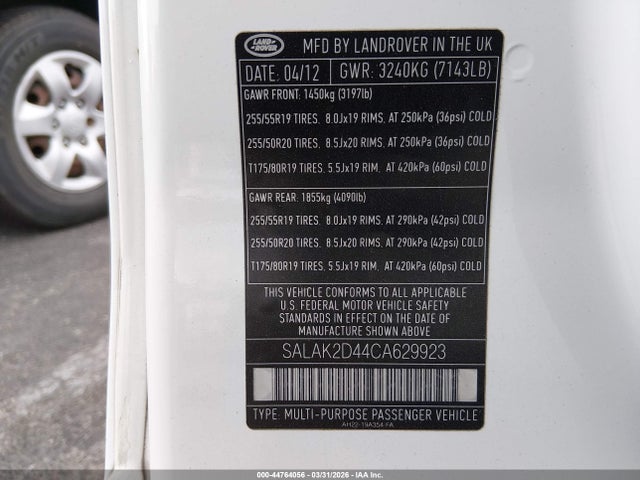 LAND
ROVER
MFD BY LANDROVER IN THE UK
DATE: 04/12 GWR: 3240KG (7143LB)
GAWR FRONT: 1450kg (3197lb)
255/55R19 TIRES. 8.0Jx19 RIMS. AT 250kPa (36psi) COLD
255/50R20 TIRES. 8.5Jx20 RIMS. AT 250kPa (36psi) COLD
T175/80R19 TIRES. 5.5Jx19 RIM. AT 420kPa (60psi) COLD
GAWR REAR: 1855kg (4090lb)
255/55R19 TIRES. 8.0Jx19 RIMS. AT 290kPa (42psi) COLD
255/50R20 TIRES. 8.5Jx20 RIMS. AT 290kPa (42psi) COLD
T175/80R19 TIRES. 5.5Jx19 RIM. AT 420kPa (60psi) COLD
THIS VEHICLE CONFORMS TO ALL APPLICABLE
U.S. FEDERAL MOTOR VEHICLE SAFETY
STANDARDS IN EFFECT ON THE DATE OF
MANUFACTURE SHOWN ABOVE
SALAK2D44CA629923
TYPE: MULTI-PURPOSE PASSENGER VEHICLE
AH22-19A354-FA
000-44764056 | 03/31/2026 - Copyright IAA, Inc.